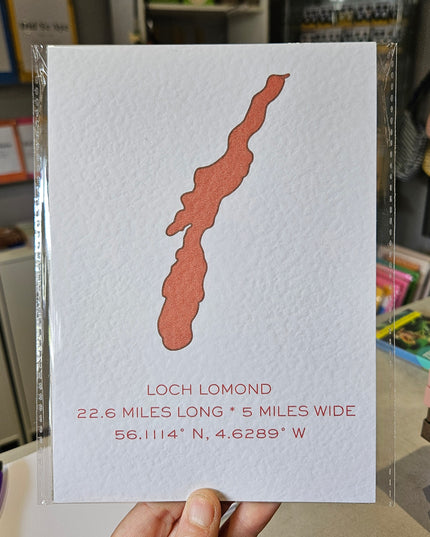 LOCH LOMOND
22.6 MILES LONG * 5 MILES WIDE
56.1114° N, 4.6289° W